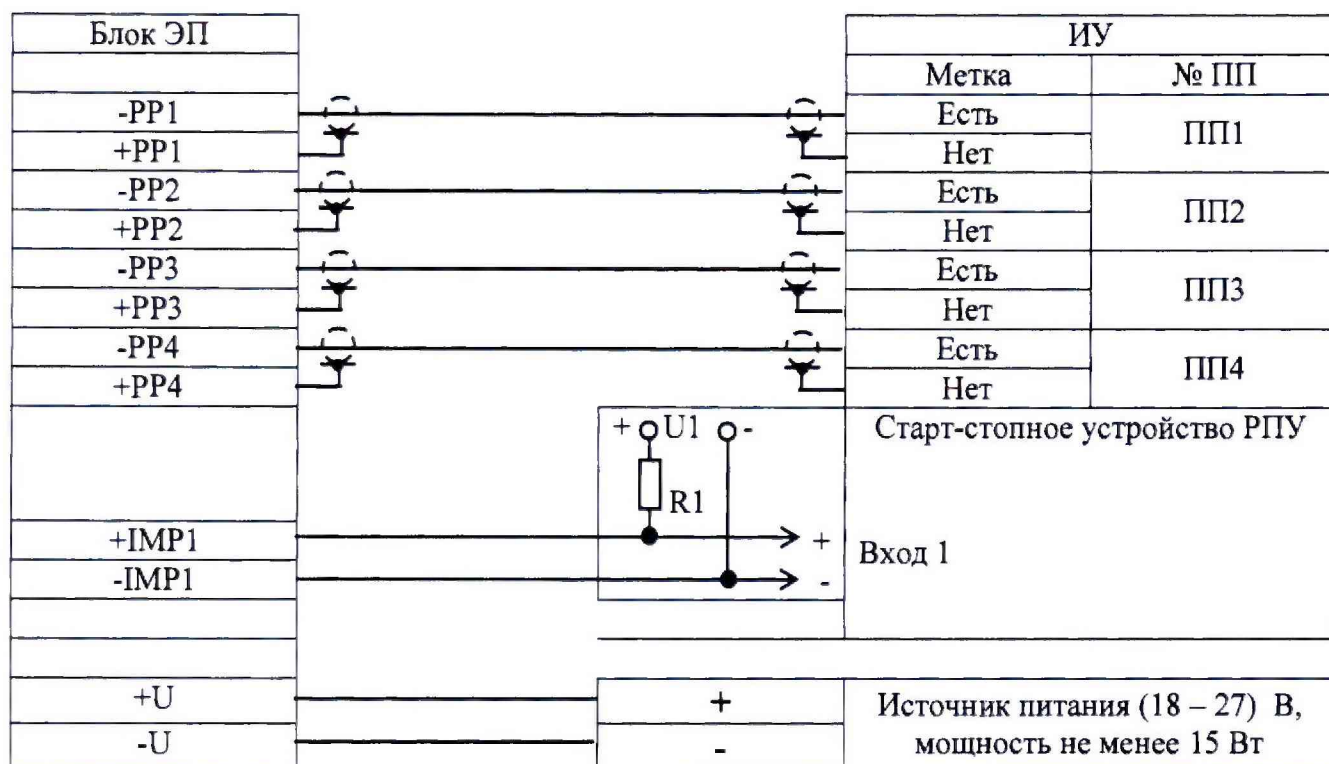 Блок ЭП
ИУ
Метка
№ ПП
-PP1
Есть
ПП1
+PP1
Нет
-PP2
Есть
ПП2
+PP2
Нет
-PP3
Есть
ПП3
+PP3
Нет
-PP4
Есть
ПП4
+PP4
Нет
+ U1 -
Старт-стопное устройство РПУ
R1
+IMP1
+
Вход 1
-IMP1
-
+U
+
Источник питания (18 – 27) В,
мощность не менее 15 Вт
-U
-